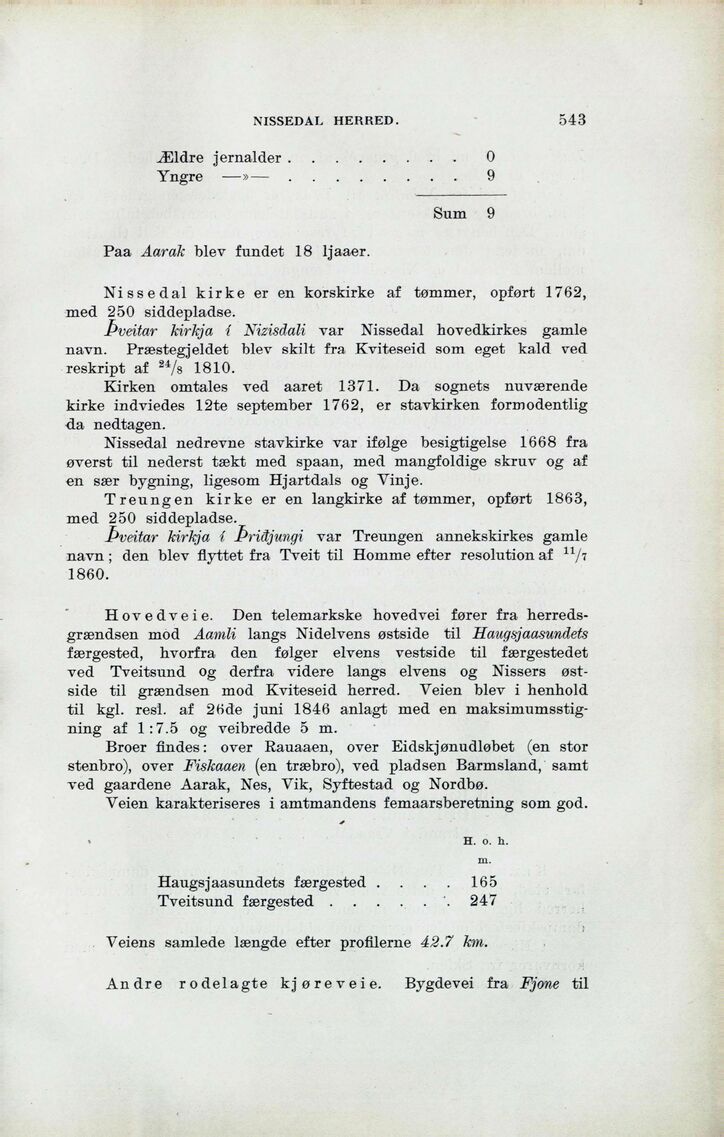 NISSEDAL HERRED. 543
Ældre jernalder . . . . . . . . 0
Yngre —»— . . . . . . . . 9
Sum 9
Paa Aarak blev fundet 18 ljaaer.
Nissedal kirke er en korskirke af tømmer, opført 1762,
med 250 siddepladse.
Þveitar kirkja í Nizisdali var Nissedal hovedkirkes gamle
navn. Præstegjeldet blev skilt fra Kviteseid som eget kald ved
reskript af 24/8 1810.
Kirken omtales ved aaret 1371. Da sognets nuværende
kirke indviedes 12te september 1762, er stavkirken formodentlig
da nedtagen.
Nissedal nedrevne stavkirke var ifølge besigtigelse 1668 fra
øverst til nederst tækt med spaan, med mangfoldige skruv og af
en sær bygning, ligesom Hjartdals og Vinje.
Treungen kirke er en langkirke af tømmer, opført 1863,
med 250 siddepladse.
Þveitar kirkja í Þriðjungi var Treungen annekskirkes gamle
navn; den blev flyttet fra Tveit til Homme efter resolution af 11/7
1860.
Hovedveie. Den telemarkske hovedvei fører fra herreds-
grændsen mod Aamli langs Nidelvens østside til Haugsjaasundets
færgested, hvorfra den følger elvens vestside til færgestedet
ved Tveitsund og derfra videre langs elvens og Nissers øst-
side til grændsen mod Kviteseid herred. Veien blev i henhold
til kgl. resl. af 26de juni 1846 anlagt med en maksimumsstig-
ning af 1:7.5 og veibredde 5 m.
Broer findes: over Rauaaen, over Eidskjønudløbet (en stor
stenbro), over Fiskaaen (en træbro), ved pladsen Barmsland, samt
ved gaardene Aarak, Nes, Vik, Syftestad og Nordbø.
Veien karakteriseres i amtmandens femaarsberetning som god.
H. o. h.
m.
Haugsjaasundets færgested . . . . 165
Tveitsund færgested . . . . . . 247
Veiens samlede længde efter profilerne 42.7 km.
Andre rodelagte kjøreveie. Bygdevei fra Fjone til